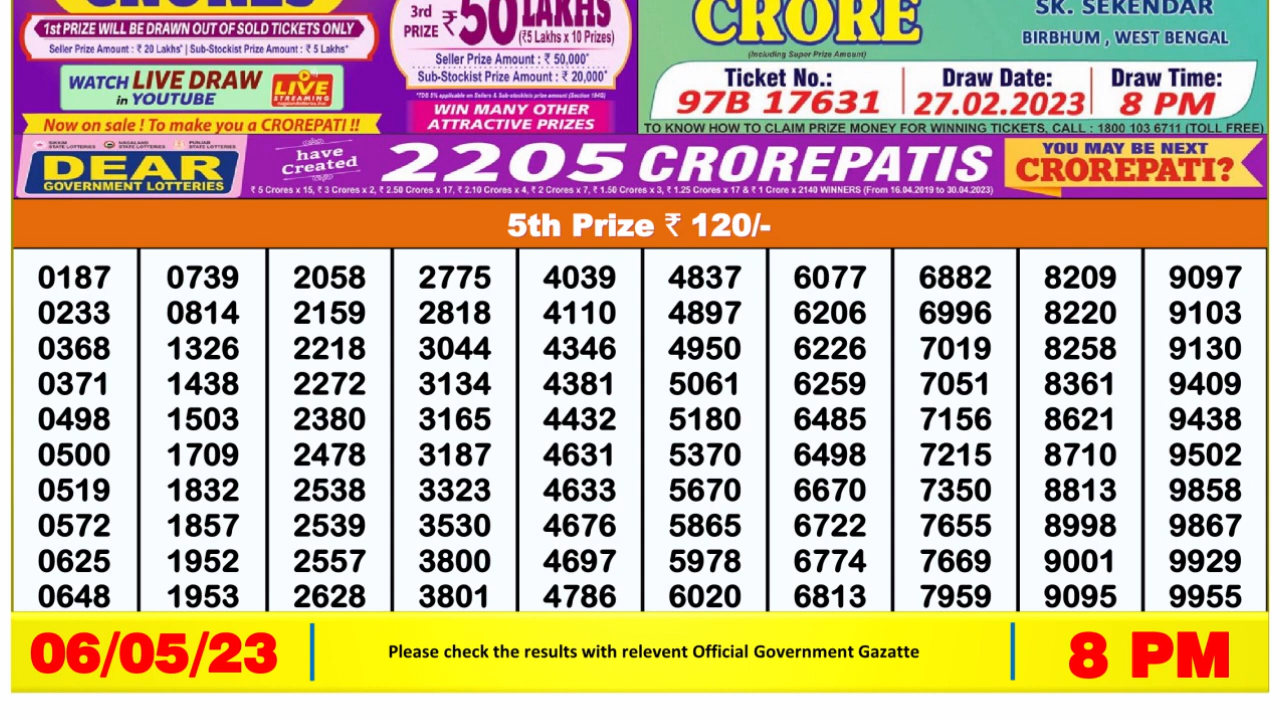 CRORES
1st PRIZE WILL BE DRAWN OUT OF SOLD TICKETS ONLY
Seller Prize Amount : ₹ 20 Lakhs* | Sub-Stockist Prize Amount : ₹ 5 Lakhs*
WATCH LIVE DRAW
in YOUTUBE
LIVE
STREAMING
Now on sale ! To make you a CROREPATI !!
3rd
PRIZE ₹ 50 LAKHS
(₹5 Lakhs x 10 Prizes)
Seller Prize Amount : ₹ 50,000*
Sub-Stockist Prize Amount : ₹ 20,000*
WIN MANY OTHER
ATTRACTIVE PRIZES
CRORE
(Including Super Prize Amount)
SK. SEKENDAR
BIRBHUM , WEST BENGAL
Ticket No.: Draw Date: Draw Time:
97B 17631 27.02.2023 8 PM
TO KNOW HOW TO CLAIM PRIZE MONEY FOR WINNING TICKETS, CALL : 1800 103 6711 (TOLL FREE)
SIKKIM STATE LOTTERIES NAGALAND STATE LOTTERIES PUNJAB STATE LOTTERIES
DEAR
GOVERNMENT LOTTERIES
have
Created
2205 CROREPATIS
₹ 5 Crores x 15, ₹ 3 Crores x 2, ₹ 2.50 Crores x 17, ₹ 2.10 Crores x 4, ₹ 2 Crores x 7, ₹ 1.50 Crores x 3, ₹ 1.25 Crores x 17 & ₹ 1 Crore x 2140 WINNERS (From 16.04.2019 to 30.04.2023)
YOU MAY BE NEXT
CROREPATI?
5th Prize ₹ 120/-
0187 0739 2058 2775 4039 4837 6077 6882 8209 9097
0233 0814 2159 2818 4110 4897 6206 6996 8220 9103
0368 1326 2218 3044 4346 4950 6226 7019 8258 9130
0371 1438 2272 3134 4381 5061 6259 7051 8361 9409
0498 1503 2380 3165 4432 5180 6485 7156 8621 9438
0500 1709 2478 3187 4631 5370 6498 7215 8710 9502
0519 1832 2538 3323 4633 5670 6670 7350 8813 9858
0572 1857 2539 3530 4676 5865 6722 7655 8998 9867
0625 1952 2557 3800 4697 5978 6774 7669 9001 9929
0648 1953 2628 3801 4786 6020 6813 7959 9095 9955
06/05/23 Please check the results with relevent Official Government Gazatte 8 PM